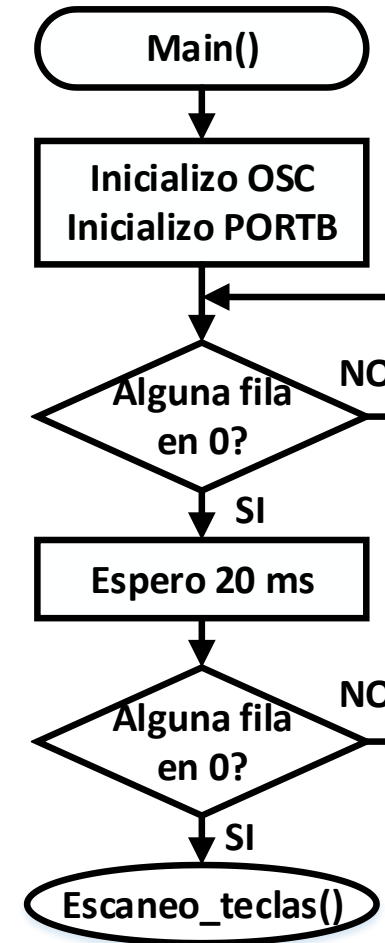 Main()
Inicializo OSC
Inicializo PORTB
Alguna fila
en 0?
NO
SI
Espero 20 ms
Alguna fila
en 0?
NO
SI
Escaneo_teclas()